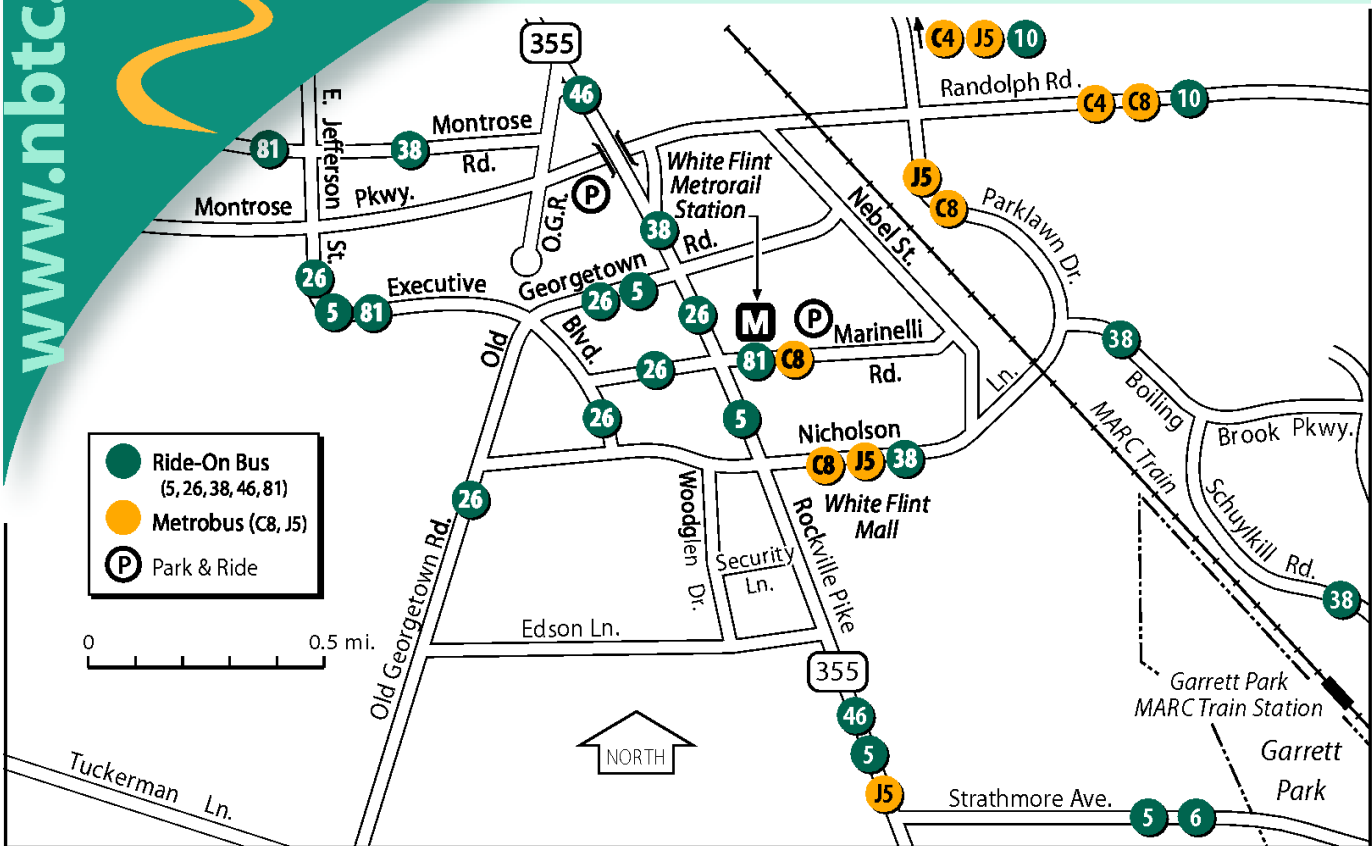 www.nbtc
355
46
C4 J5 10
Randolph Rd.
C4 C8 10
E. Jefferson
St.
81
38
Montrose
Rd.
Montrose
Pkwy.
P
O.G.R.
White Flint
Metrorail
Station
Nebel St.
J5
C8
Parklawn Dr.
38
Georgetown
Rd.
26
5 81
Executive
Blvd.
26 5
26
M
P
Marinelli
Rd.
81 C8
26
Old
Ln.
38
Boiling
Brook Pkwy.
26
5
Nicholson
C8 J5 38
White Flint
Mall
MARC Train
Schuylkill Rd.
38
Ride-On Bus
(5, 26, 38, 46, 81)
Metrobus (C8, J5)
P Park & Ride
26
Old Georgetown Rd.
Woodglen Dr.
Security
Ln.
Rockville Pike
0 0.5 mi.
Edson Ln.
355
46
5
J5
NORTH
Garrett Park
MARC Train Station
Garrett
Park
Tuckerman Ln.
Strathmore Ave.
5 6